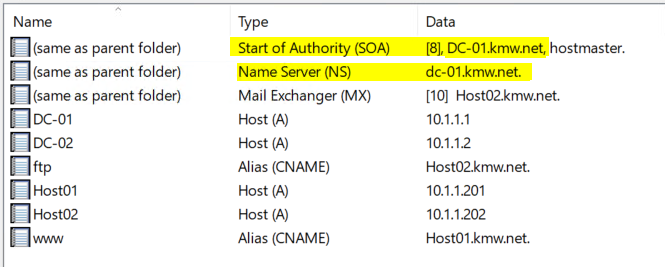 Name Type Data
(same as parent folder) Start of Authority (SOA) [8], DC-01.kmw.net, hostmaster.
(same as parent folder) Name Server (NS) dc-01.kmw.net.
(same as parent folder) Mail Exchanger (MX) [10] Host02.kmw.net.
DC-01 Host (A) 10.1.1.1
DC-02 Host (A) 10.1.1.2
ftp Alias (CNAME) Host02.kmw.net.
Host01 Host (A) 10.1.1.201
Host02 Host (A) 10.1.1.202
www Alias (CNAME) Host01.kmw.net.